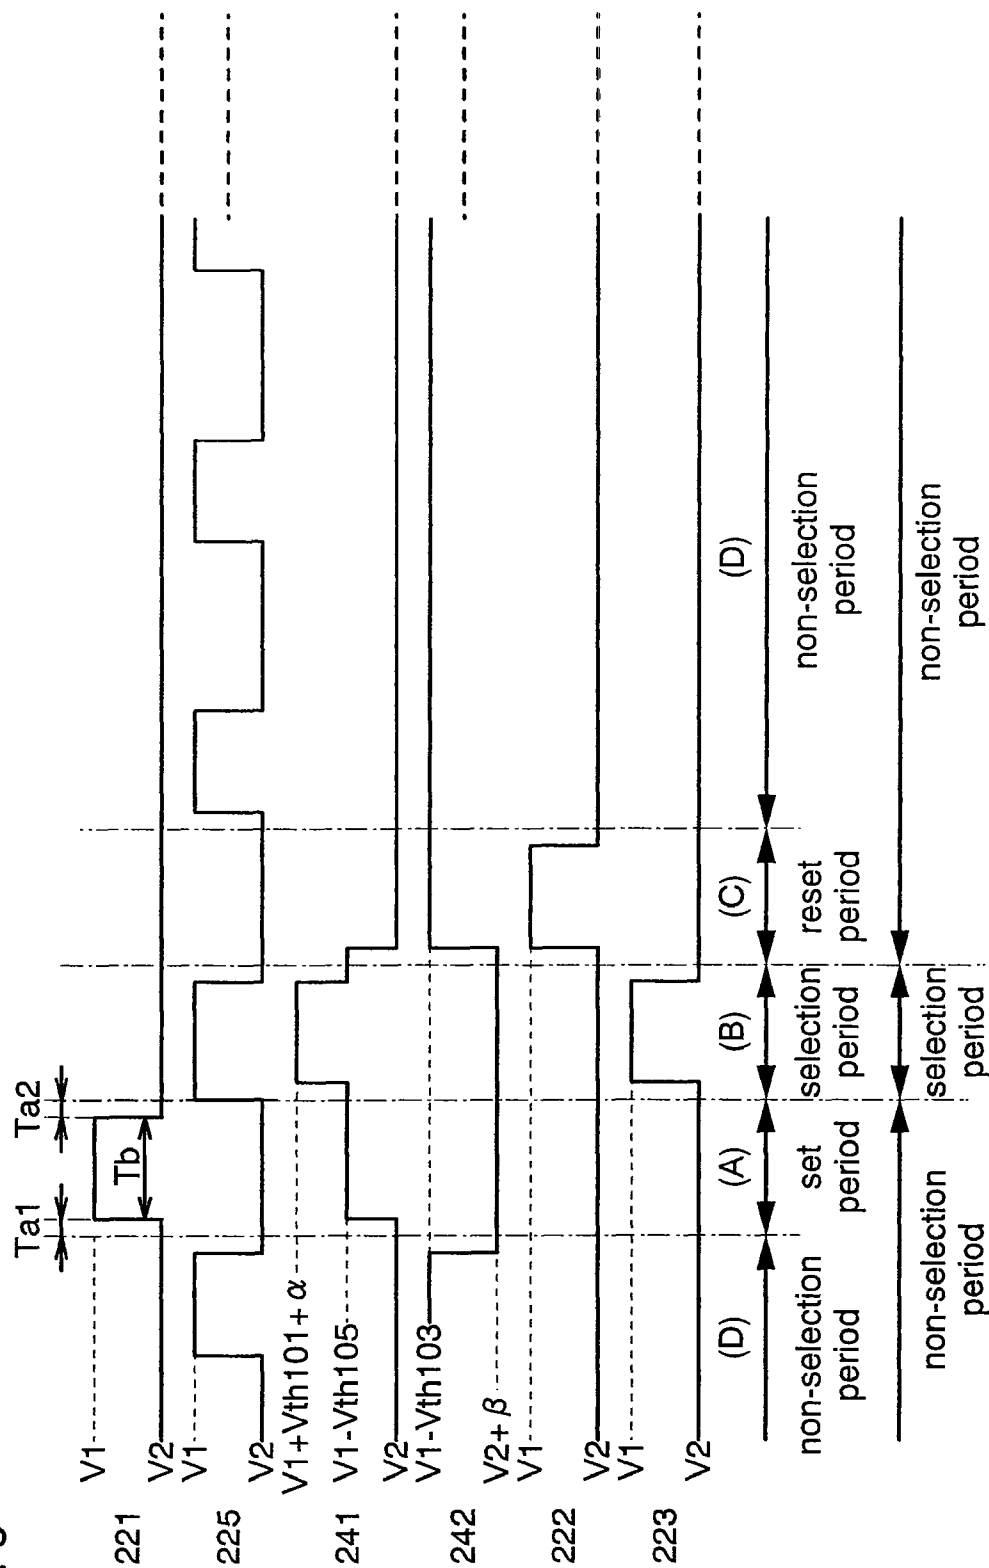 Ta1
Ta2
Tb
221
V1
V2
225
V1
V2
241
V1+Vth101+α
V1-Vth105
V2
242
V1-Vth103
V2+β
222
V1
V2
223
V1
V2
(D)
(A)
(B)
(C)
(D)
non-selection
period
set
period
selection
period
reset
period
non-selection
period
non-selection
period
selection
period
non-selection
period